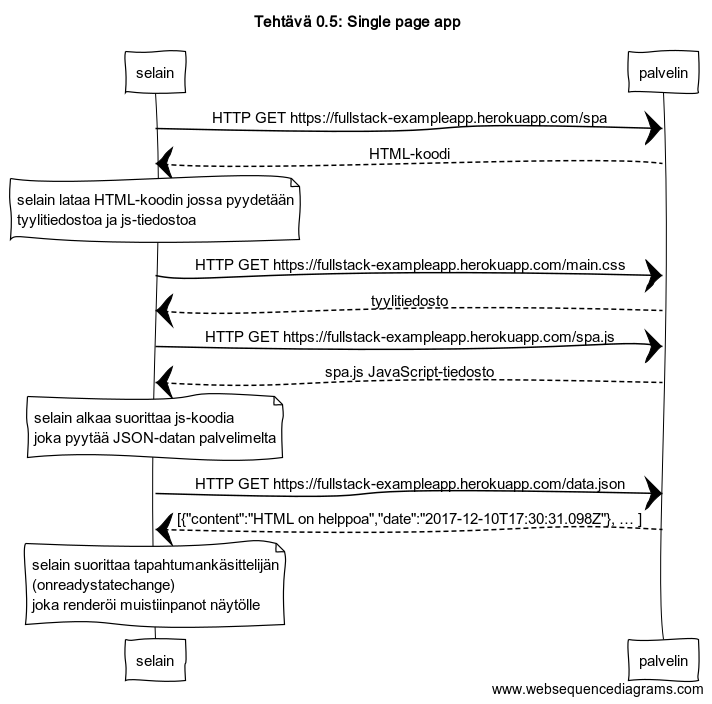 Tehtävä 0.5: Single page app
selain
palvelin
HTTP GET https://fullstack-exampleapp.herokuapp.com/spa
HTML-koodi
selain lataa HTML-koodin jossa pyydetään
tyylitiedostoa ja js-tiedostoa
HTTP GET https://fullstack-exampleapp.herokuapp.com/main.css
tyylitiedosto
HTTP GET https://fullstack-exampleapp.herokuapp.com/spa.js
spa.js JavaScript-tiedosto
selain alkaa suorittaa js-koodia
joka pyytää JSON-datan palvelimelta
HTTP GET https://fullstack-exampleapp.herokuapp.com/data.json
[{"content":"HTML on helppoa","date":"2017-12-10T17:30:31.098Z"}, ... ]
selain suorittaa tapahtumankäsittelijän
(onreadystatechange)
joka renderöi muistiinpanot näytölle
selain
palvelin
www.websequencediagrams.com